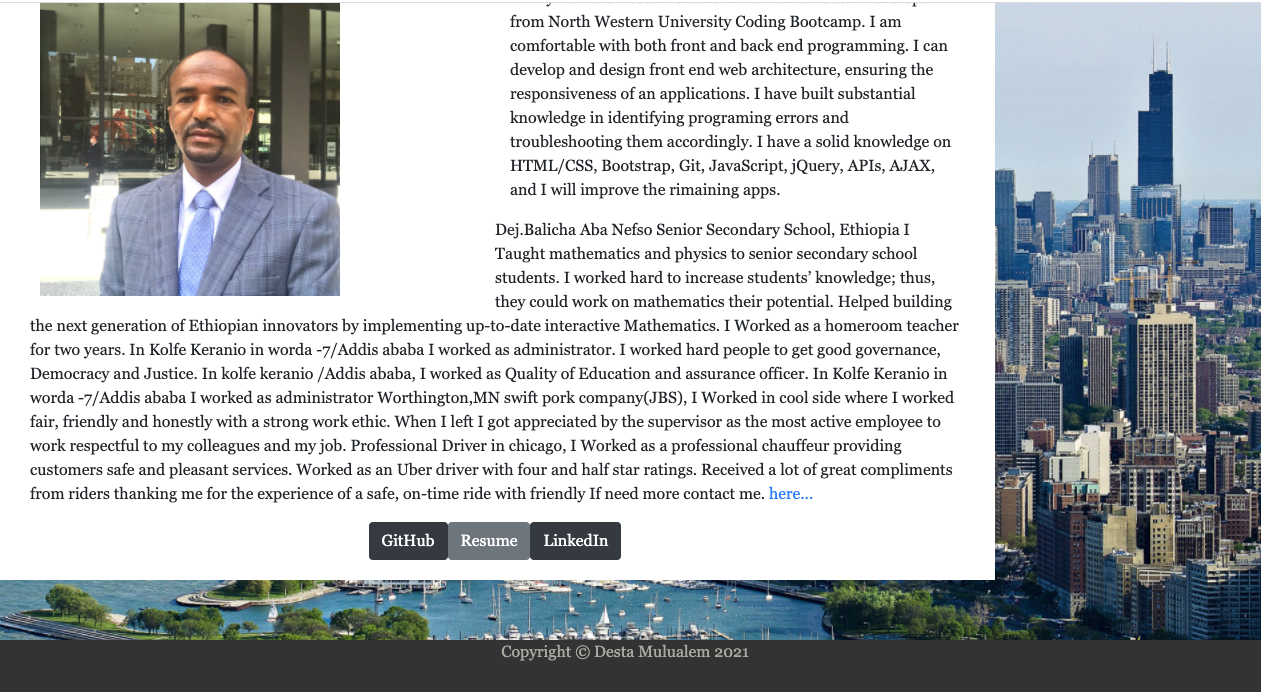 from North Western University Coding Bootcamp. I am
comfortable with both front and back end programming. I can
develop and design front end web architecture, ensuring the
responsiveness of an applications. I have built substantial
knowledge in identifying programing errors and
troubleshooting them accordingly. I have a solid knowledge on
HTML/CSS, Bootstrap, Git, JavaScript, jQuery, APIs, AJAX,
and I will improve the rimaining apps.
Dej.Balicha Aba Nefso Senior Secondary School, Ethiopia I
Taught mathematics and physics to senior secondary school
students. I worked hard to increase students’ knowledge; thus,
they could work on mathematics their potential. Helped building
the next generation of Ethiopian innovators by implementing up-to-date interactive Mathematics. I Worked as a homeroom teacher
for two years. In Kolfe Keranio in worda -7/Addis ababa I worked as administrator. I worked hard people to get good governance,
Democracy and Justice. In kolfe keranio /Addis ababa, I worked as Quality of Education and assurance officer. In Kolfe Keranio in
worda -7/Addis ababa I worked as administrator Worthington,MN swift pork company(JBS), I Worked in cool side where I worked
fair, friendly and honestly with a strong work ethic. When I left I got appreciated by the supervisor as the most active employee to
work respectful to my colleagues and my job. Professional Driver in chicago, I Worked as a professional chauffeur providing
customers safe and pleasant services. Worked as an Uber driver with four and half star ratings. Received a lot of great compliments
from riders thanking me for the experience of a safe, on-time ride with friendly If need more contact me. here...
GitHub Resume LinkedIn
Copyright © Desta Mulualem 2021